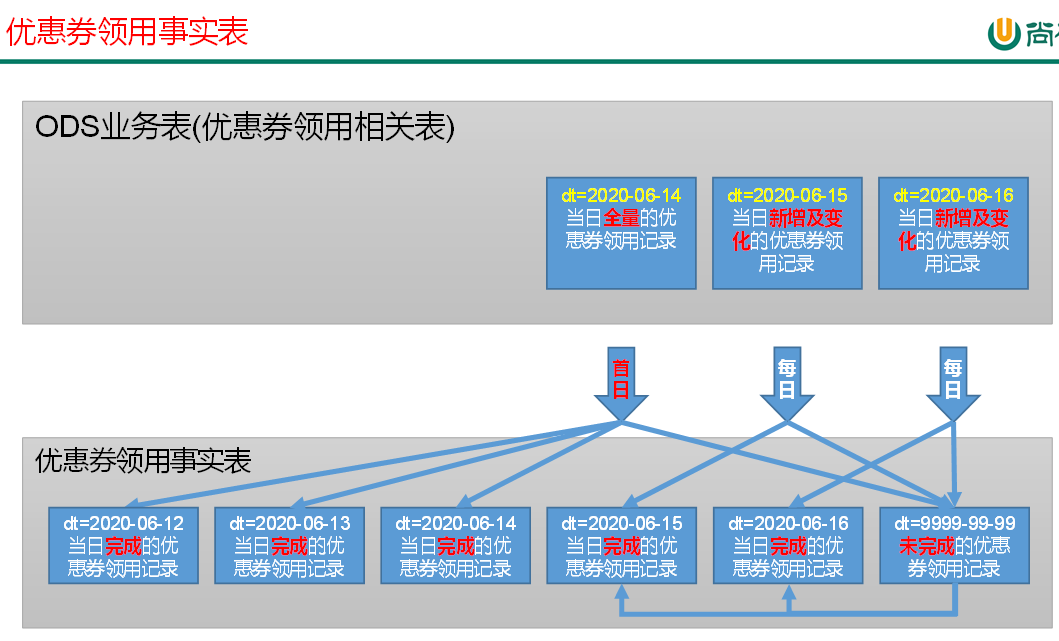 优惠券领用事实表
尚
ODS业务表(优惠券领用相关表)
dt=2020-06-14
当日全量的优
惠券领用记录
dt=2020-06-15
当日新增及变
化的优惠券领
用记录
dt=2020-06-16
当日新增及变
化的优惠券领
用记录
首
日
每
日
每
日
优惠券领用事实表
dt=2020-06-12
当日完成的优
惠券领用记录
dt=2020-06-13
当日完成的优
惠券领用记录
dt=2020-06-14
当日完成的优
惠券领用记录
dt=2020-06-15
当日完成的优
惠券领用记录
dt=2020-06-16
当日完成的优
惠券领用记录
dt=9999-99-99
未完成的优惠
券领用记录